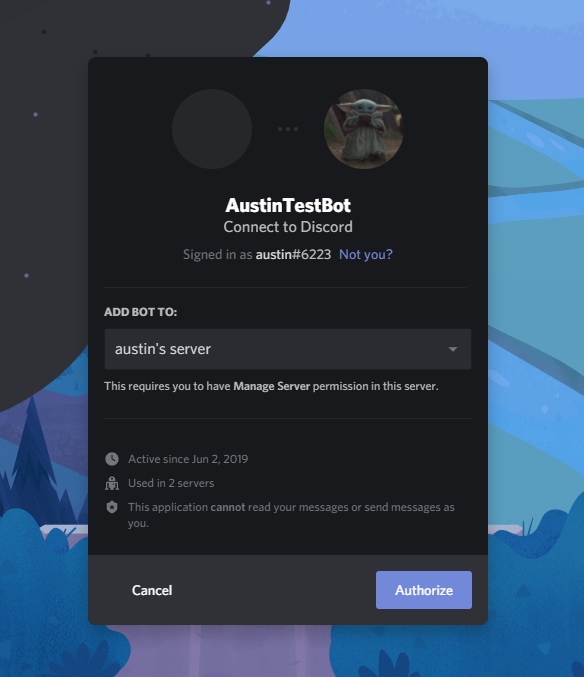 AustinTestBot
Connect to Discord
Signed in as austin#6223 Not you?
ADD BOT TO:
austin's server
This requires you to have Manage Server permission in this server.
Active since Jun 2, 2019
Used in 2 servers
This application cannot read your messages or send messages as
you.
Cancel Authorize